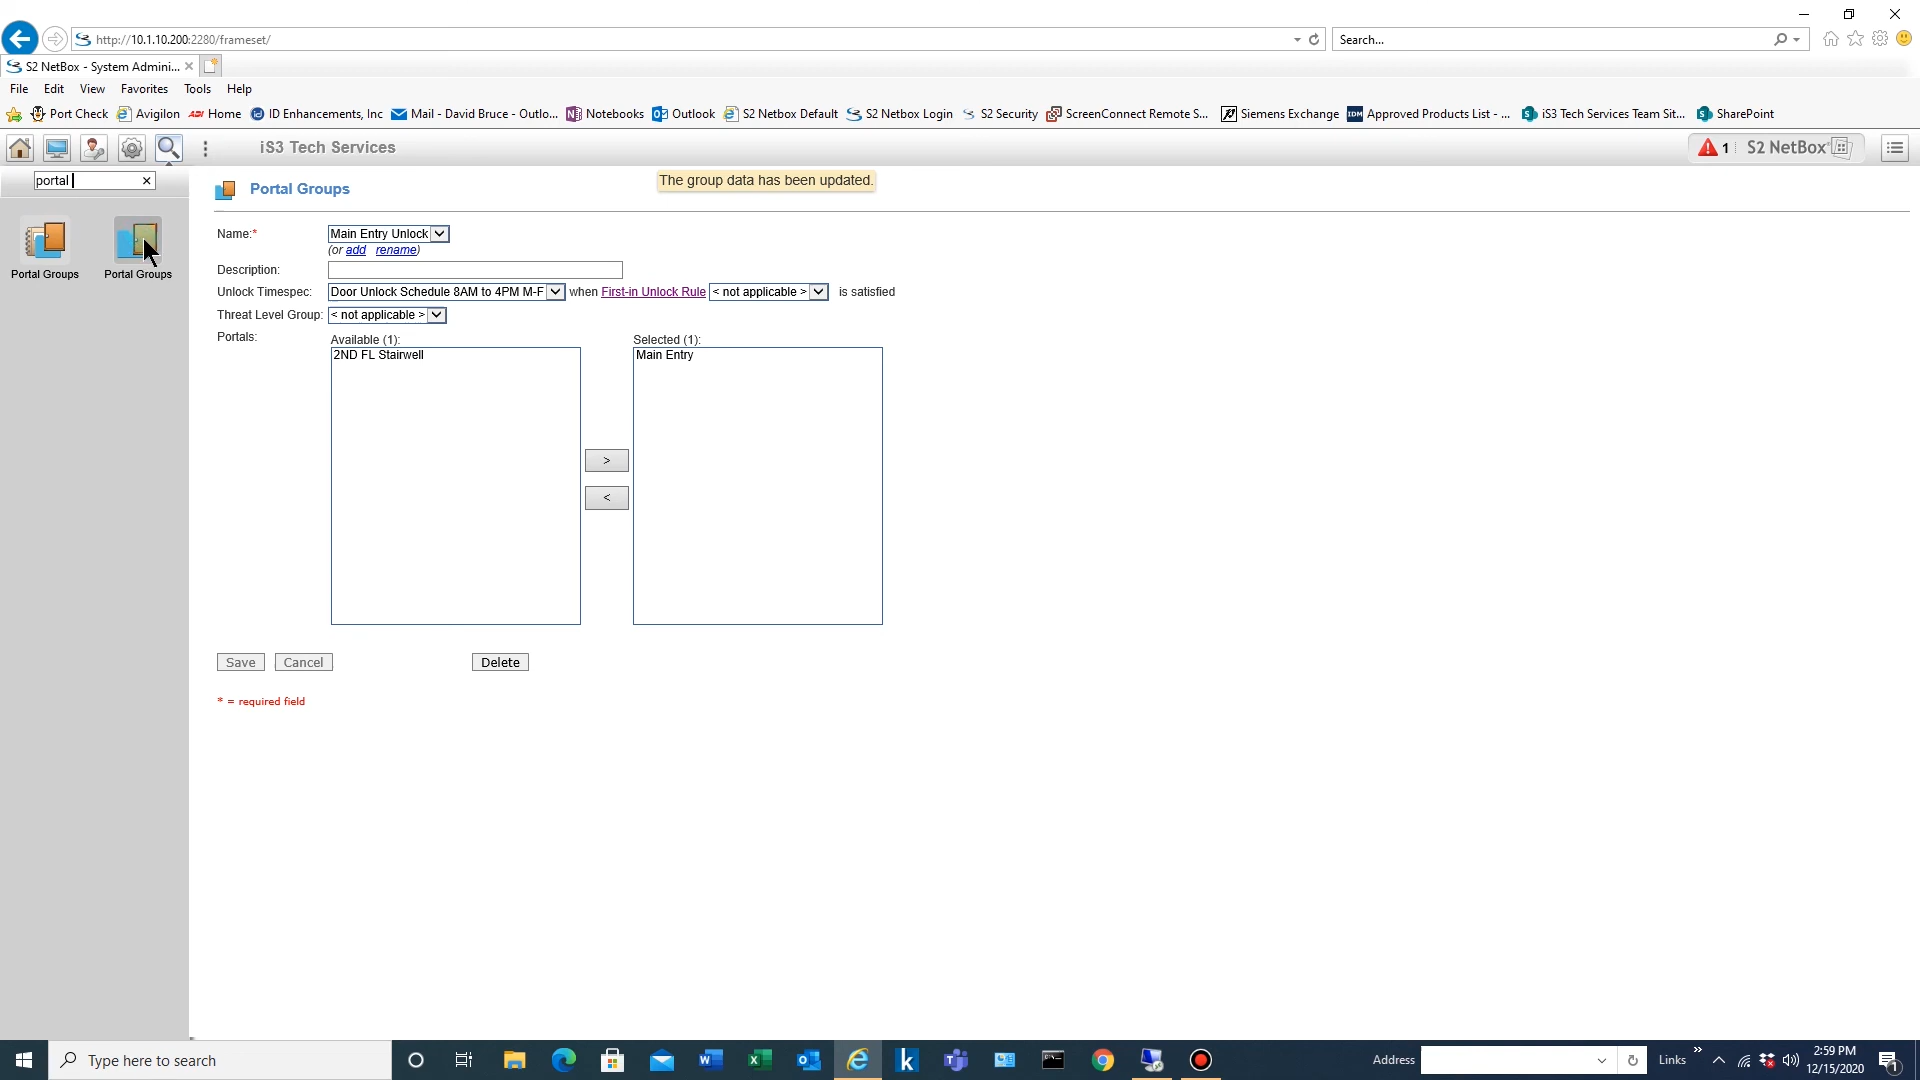 http://10.1.10.200:2280/frameset/
Search...
S2 NetBox - System Admini...
File Edit View Favorites Tools Help
Port Check Avigilon ADI Home ID Enhancements, Inc Mail - David Bruce - Outlo... Notebooks Outlook S2 Netbox Default S2 Netbox Login S2 Security ScreenConnect Remote S... Siemens Exchange IDM Approved Products List - ... iS3 Tech Services Team Sit... SharePoint
iS3 Tech Services
1 S2 NetBox
portal
Portal Groups
Portal Groups
Portal Groups
The group data has been updated.
Name:* Main Entry Unlock
(or add rename)
Description:
Unlock Timespec: Door Unlock Schedule 8AM to 4PM M-F when First-in Unlock Rule < not applicable > is satisfied
Threat Level Group: < not applicable >
Portals:
Available (1):
2ND FL Stairwell
>
<
Selected (1):
Main Entry
Save Cancel Delete
* = required field
Type here to search
Address
Links
2:59 PM
12/15/2020
1